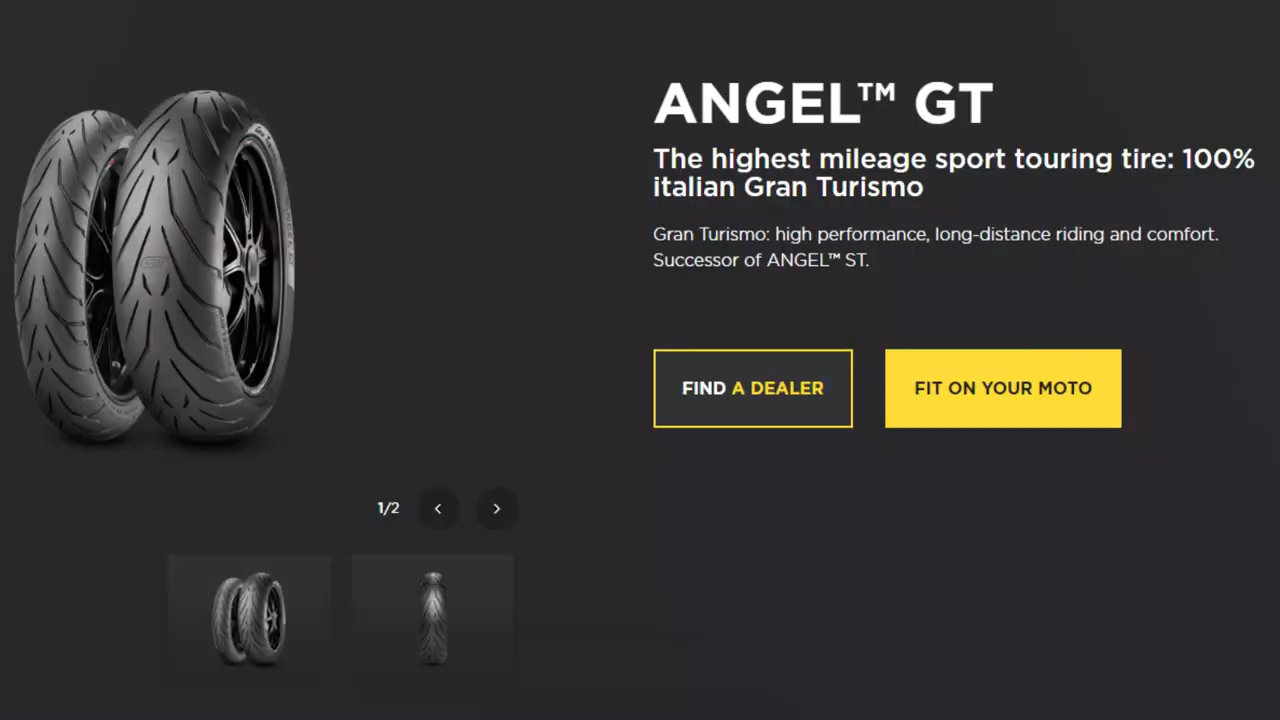 ANGEL™ GT
The highest mileage sport touring tire: 100%
italian Gran Turismo
Gran Turismo: high performance, long-distance riding and comfort.
Successor of ANGEL™ ST.
FIND A DEALER
FIT ON YOUR MOTO
1/2
GT